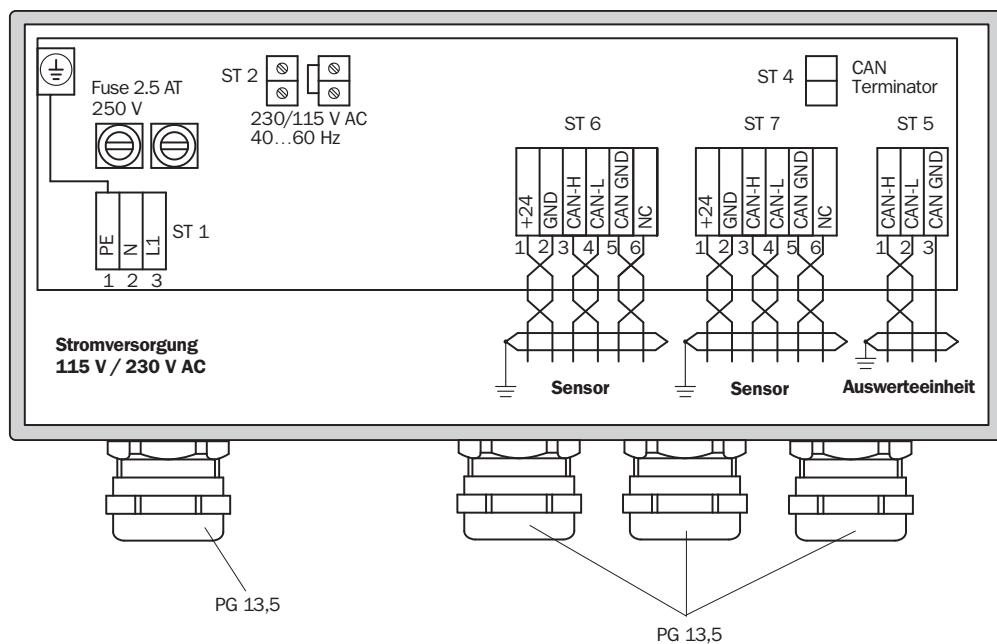 Fuse 2.5 AT
250 V
ST 2
230/115 V AC
40...60 Hz
ST 4
CAN
Terminator
ST 6
ST 7
ST 5
+24
GND
CAN-H
CAN-L
CAN GND
NC
1 2 3 4 5 6
+24
GND
CAN-H
CAN-L
CAN GND
NC
1 2 3 4 5 6
CAN-H
CAN-L
CAN GND
1 2 3
PE
N
L1
ST 1
1 2 3
Stromversorgung
115 V / 230 V AC
Sensor
Sensor
Auswerteeinheit
PG 13,5
PG 13,5